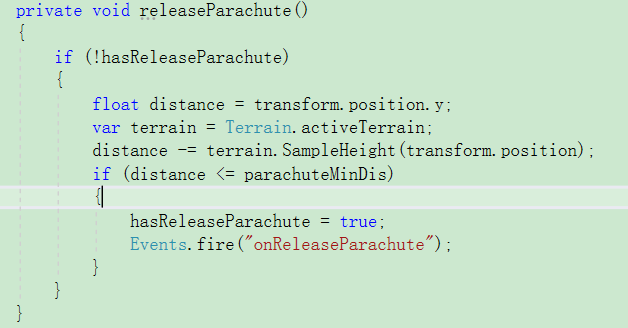 private void releaseParachute()
{
if (!hasReleaseParachute)
{
float distance = transform.position.y;
var terrain = Terrain.activeTerrain;
distance -= terrain.SampleHeight(transform.position);
if (distance <= parachuteMinDis)
{
hasReleaseParachute = true;
Events.fire("onReleaseParachute");
}
}
}